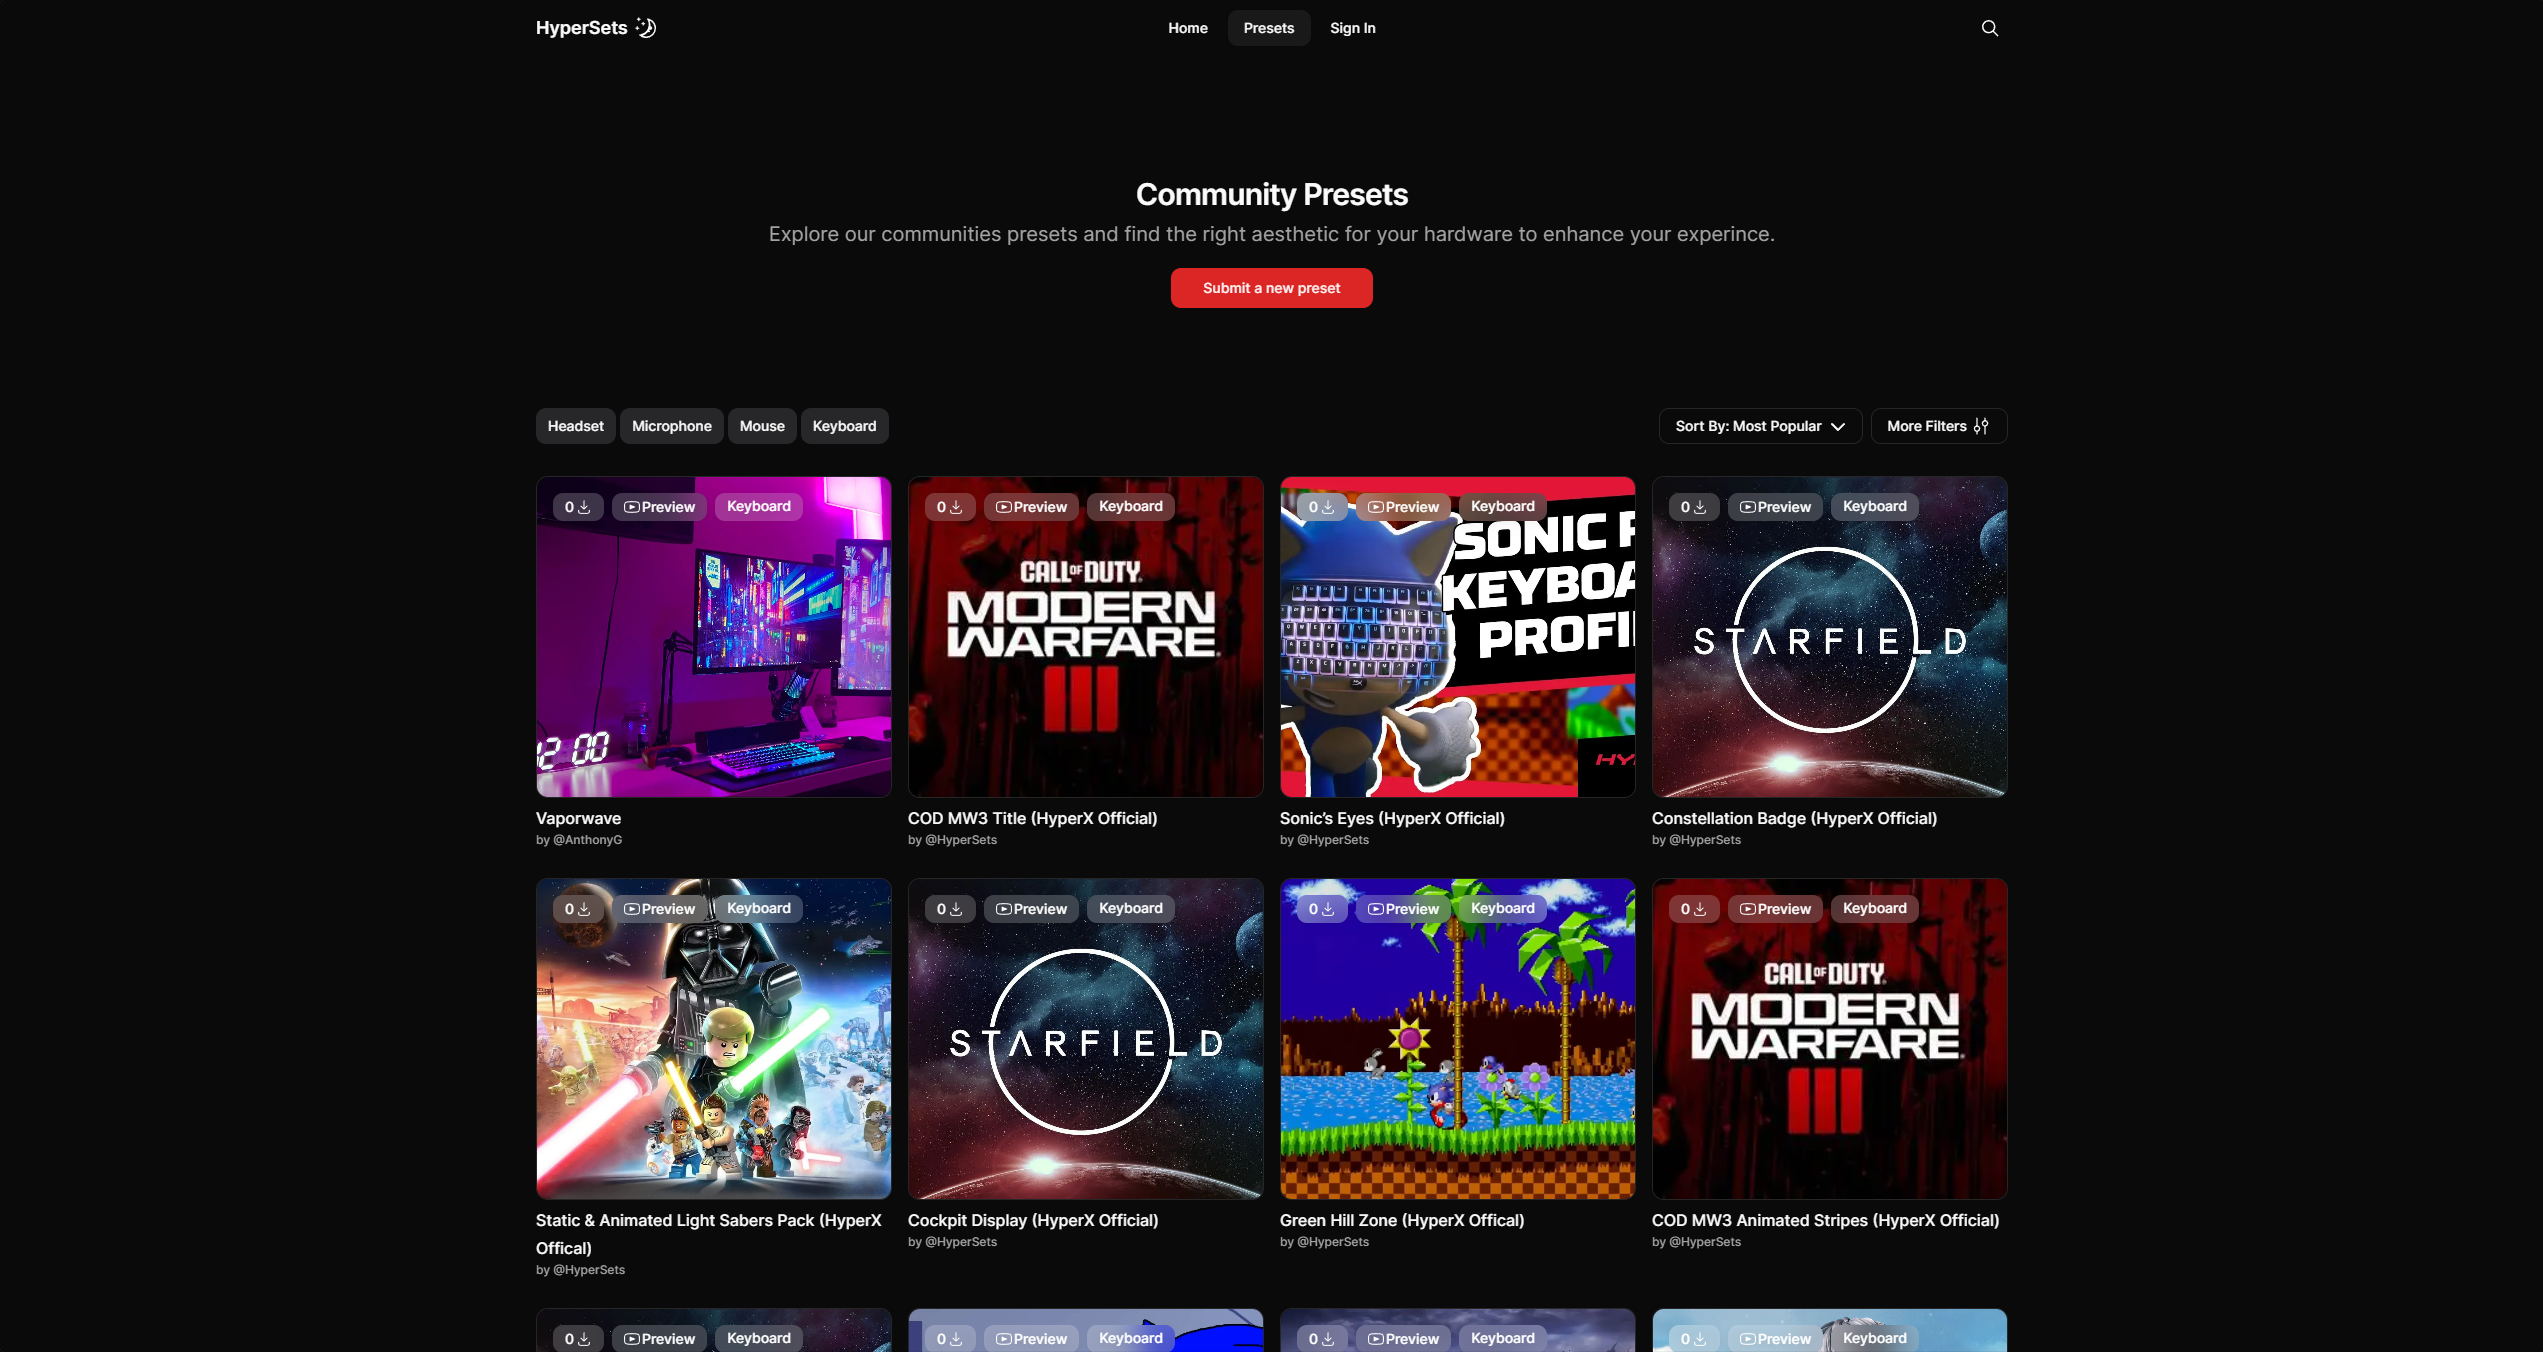 HyperSets
Home Presets Sign In
Community Presets
Explore our communities presets and find the right aesthetic for your hardware to enhance your experince.
Submit a new preset
Headset Microphone Mouse Keyboard
Sort By: Most Popular More Filters
0 Preview Keyboard
12 00
Vaporwave
by @AnthonyG
0 Preview Keyboard
CALL OF DUTY
MODERN
WARFARE
III
COD MW3 Title (HyperX Official)
by @HyperSets
0 Preview Keyboard
SONIC
KEYBOA
PROFI
HY
Sonic's Eyes (HyperX Official)
by @HyperSets
0 Preview Keyboard
STARFIELD
Constellation Badge (HyperX Official)
by @HyperSets
0 Preview Keyboard
Static & Animated Light Sabers Pack (HyperX
Offical)
by @HyperSets
0 Preview Keyboard
STARFIELD
Cockpit Display (HyperX Official)
by @HyperSets
0 Preview Keyboard
Green Hill Zone (HyperX Offical)
by @HyperSets
0 Preview Keyboard
CALL OF DUTY
MODERN
WARFARE
III
COD MW3 Animated Stripes (HyperX Official)
by @HyperSets
0 Preview Keyboard
0 Preview Keyboard
0 Preview Keyboard
0 Preview Keyboard